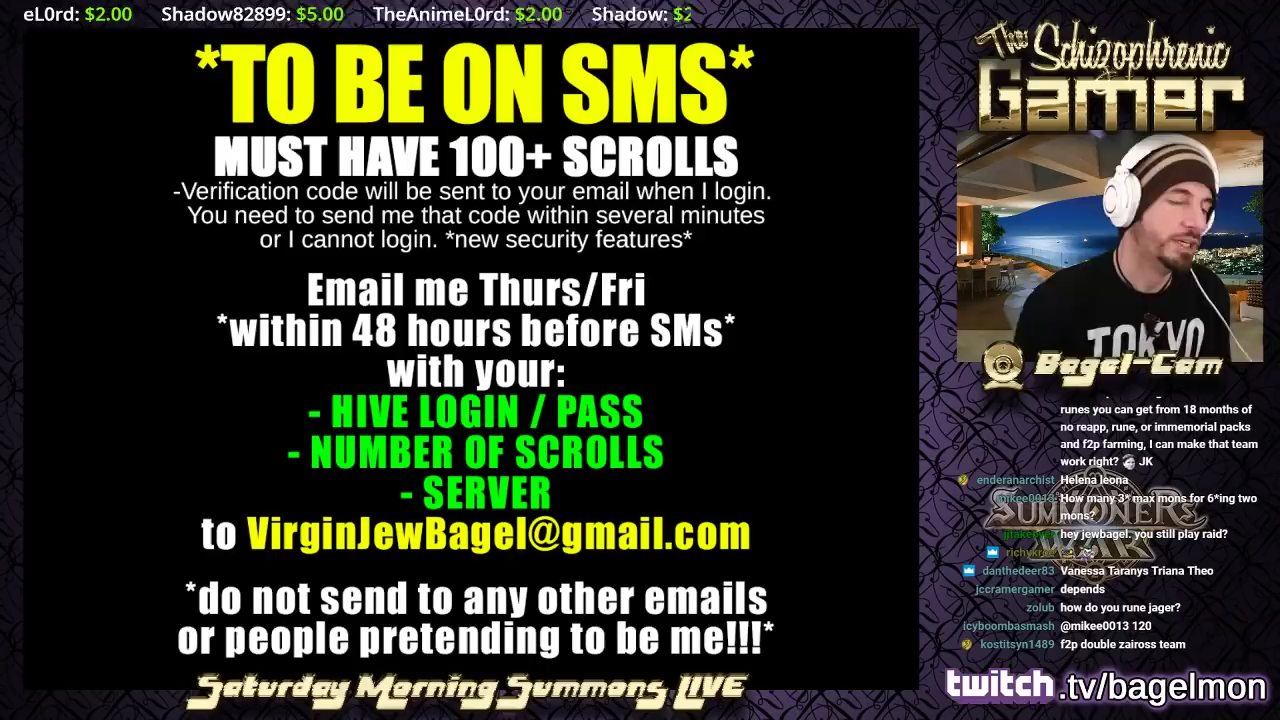 eL0rd: $2.00 Shadow82899: $5.00 TheAnimeL0rd: $2.00 Shadow: $2
*TO BE ON SMS*
MUST HAVE 100+ SCROLLS
-Verification code will be sent to your email when I login.
You need to send me that code within several minutes
or I cannot login. *new security features*
Email me Thurs/Fri
*within 48 hours before SMs*
with your:
- HIVE LOGIN / PASS
- NUMBER OF SCROLLS
- SERVER
to VirginJewBagel@gmail.com
*do not send to any other emails
or people pretending to be me!!!*
Saturday Morning Summons LIVE
The Schizophrenic
Gamer
TOKYO
Bagel-Cam
runes you can get from 18 months of
no reapp, rune, or immemorial packs
and f2p farming, I can make that team
work right? JK
enderanarchist Helena leona
mikee0013 How many 3* max mons for 6*ing two
mons?
hey jewbagel. you still play raid?
danthedeer83 Vanessa Taranys Triana Theo
jccramergamer depends
zolub how do you rune jager?
icyboombasmash @mikee0013 120
kostitsyn1489 f2p double zaiross team
SUMMONERS
WAR
twitch.tv/bagelmon